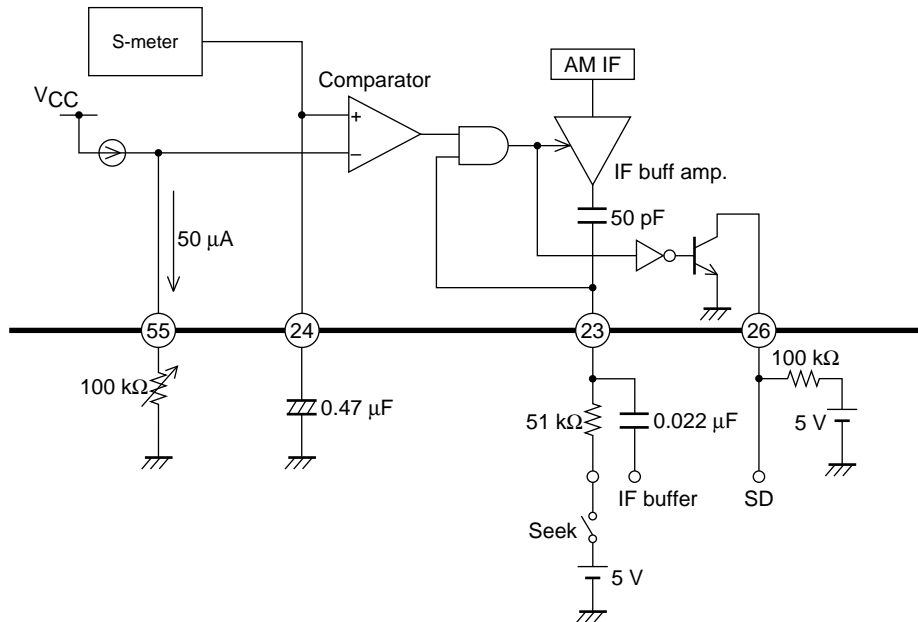 S-meter
AM IF
Comparator
VCC
+
−
IF buff amp.
50 pF
50 µA
55
24
23
26
100 kΩ
0.47 µF
51 kΩ
0.022 µF
100 kΩ
5 V
IF buffer
SD
Seek
5 V